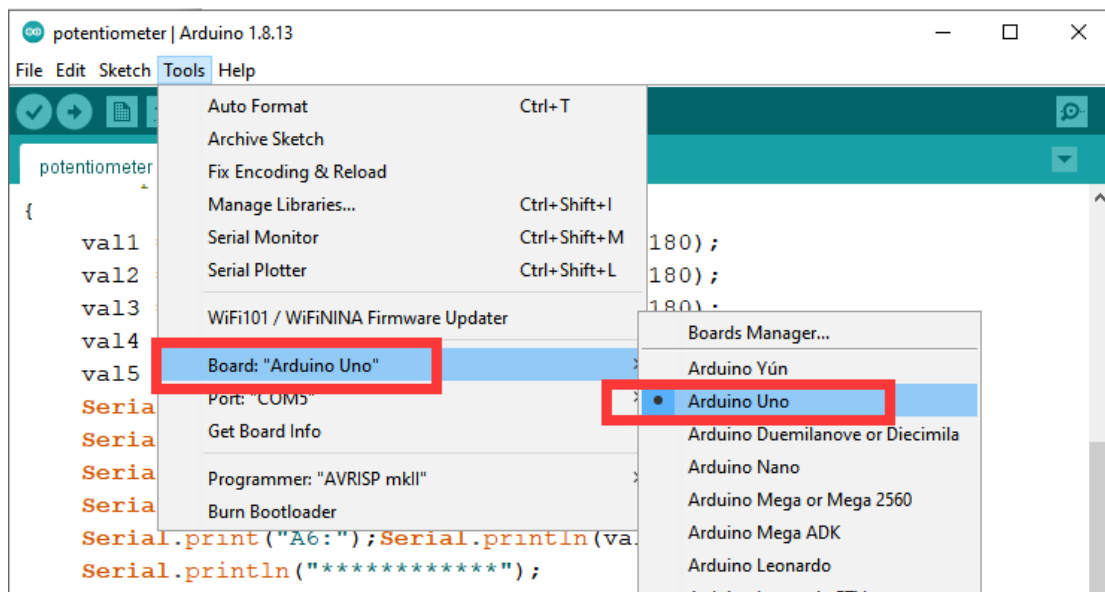 potentiometer | Arduino 1.8.13
File Edit Sketch Tools Help
potentiometer
Auto Format Ctrl+T
Archive Sketch
Fix Encoding & Reload
Manage Libraries... Ctrl+Shift+I
Serial Monitor Ctrl+Shift+M
Serial Plotter Ctrl+Shift+L
WiFi101 / WiFiNINA Firmware Updater
Board: "Arduino Uno"
Port: "COM5"
Get Board Info
Programmer: "AVRISP mkII"
Burn Bootloader
Boards Manager...
Arduino Yún
Arduino Uno
Arduino Duemilanove or Diecimila
Arduino Nano
Arduino Mega or Mega 2560
Arduino Mega ADK
Arduino Leonardo
{
val1 = 180);
val2 180);
val3 180);
val4
val5
Seria
Seria
Seria
Seria
Serial.print("A6:");Serial.println(va
Serial.println("************");